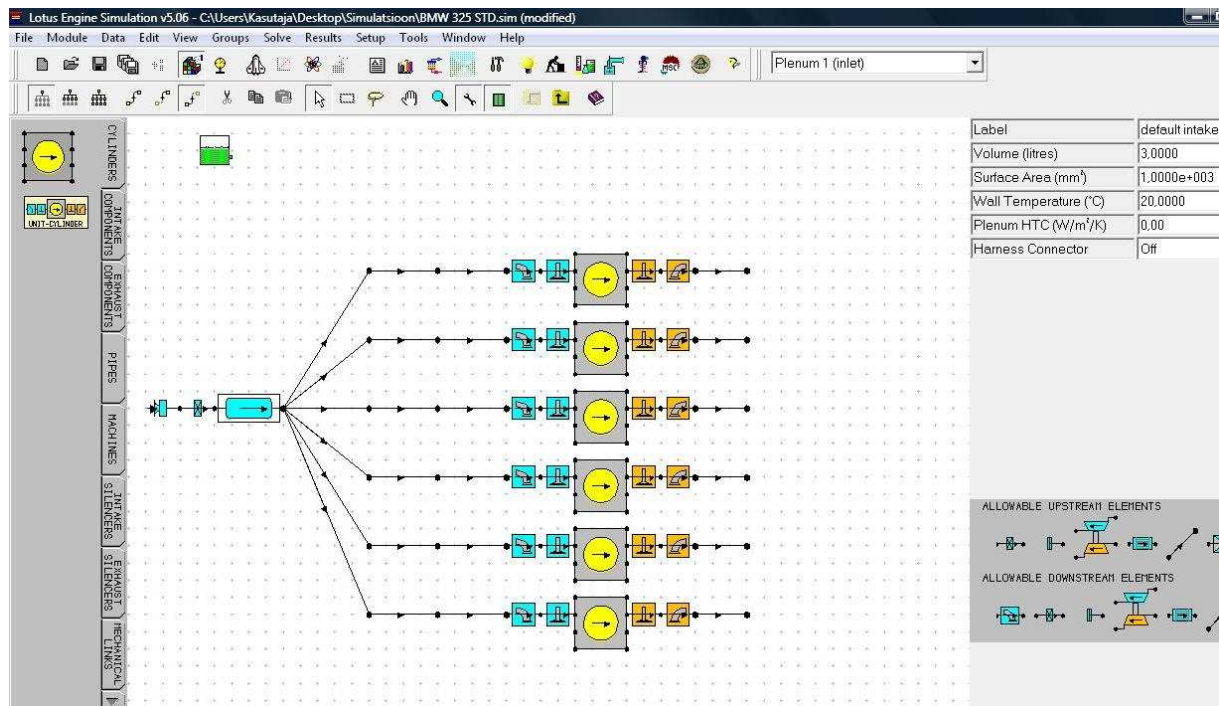 Lotus Engine Simulation v5.06 - C:\Users\Kasutaja\Desktop\Simulatsioon\BMW 325 STD.sim (modified)
File Module Data Edit View Groups Solve Results Setup Tools Window Help
MSC
Plenum 1 (inlet)
UNIT-CYLINDER
CYLINDERS
INTAKE COMPONENTS
EXHAUST COMPONENTS
PIPES
MACHINES
INTAKE SILENCERS
EXHAUST SILENCERS
MECHANICAL LINKS
Label default intake
Volume (litres) 3,0000
Surface Area (mm²) 1,0000e+003
Wall Temperature (°C) 20,0000
Plenum HTC (W/m²/K) 0,00
Harness Connector Off
ALLOWABLE UPSTREAM ELEMENTS
ALLOWABLE DOWNSTREAM ELEMENTS